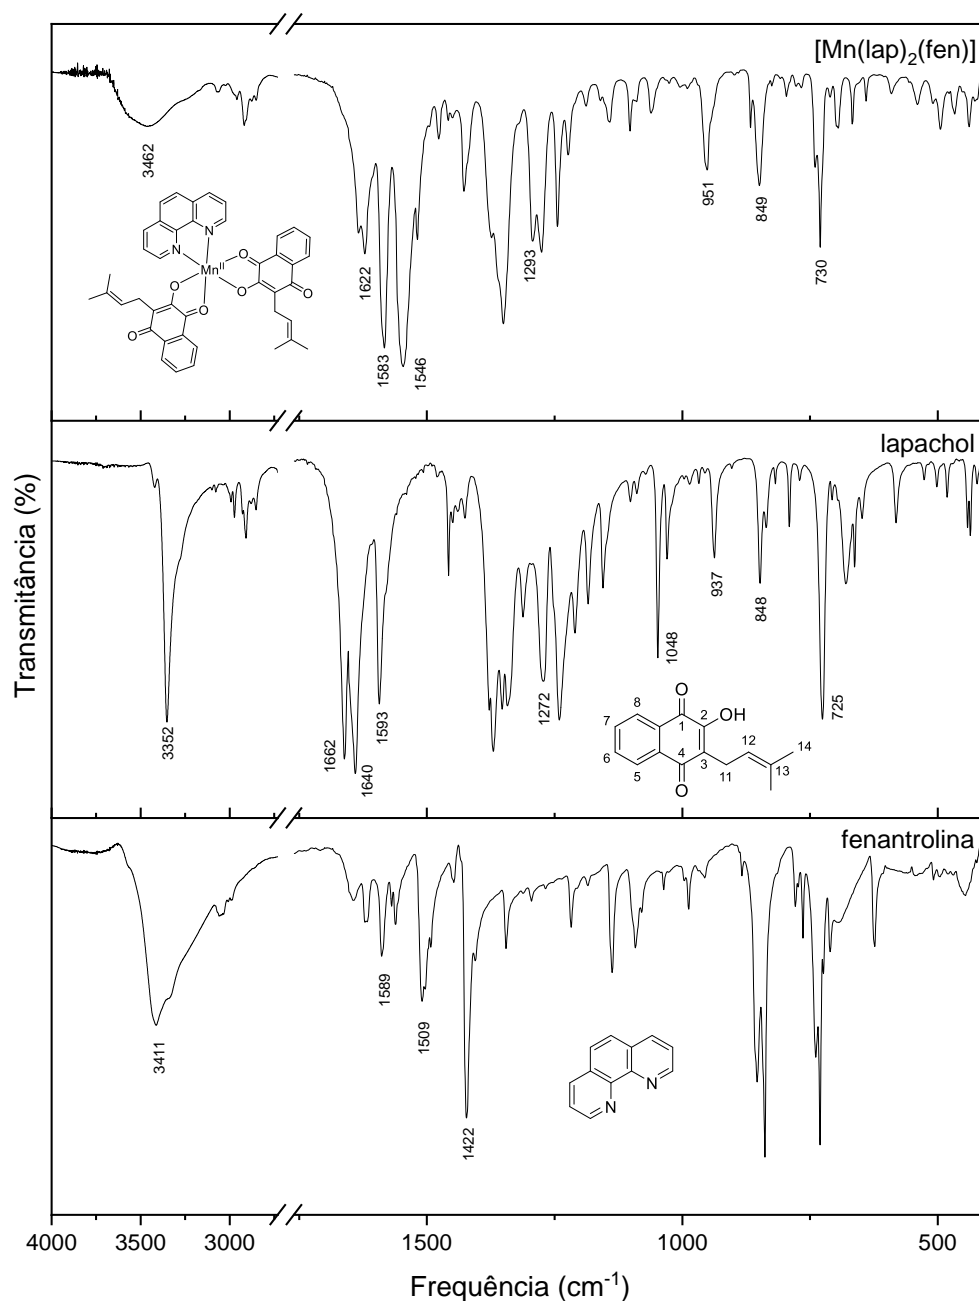 [Mn(lap)2(fen)]
3462
1622
1583
1546
1293
951
849
730
N
N
Mn^II
O
O
O
O
O
O
lapachol
3352
1662
1640
1593
1272
1048
937
848
725
O
OH
O
1
2
3
4
5
6
7
8
11
12
13
14
fenantrolina
3411
1589
1509
1422
N
N
Transmitância (%)
4000 3500 3000 1500 1000 500
Frequência (cm^-1)